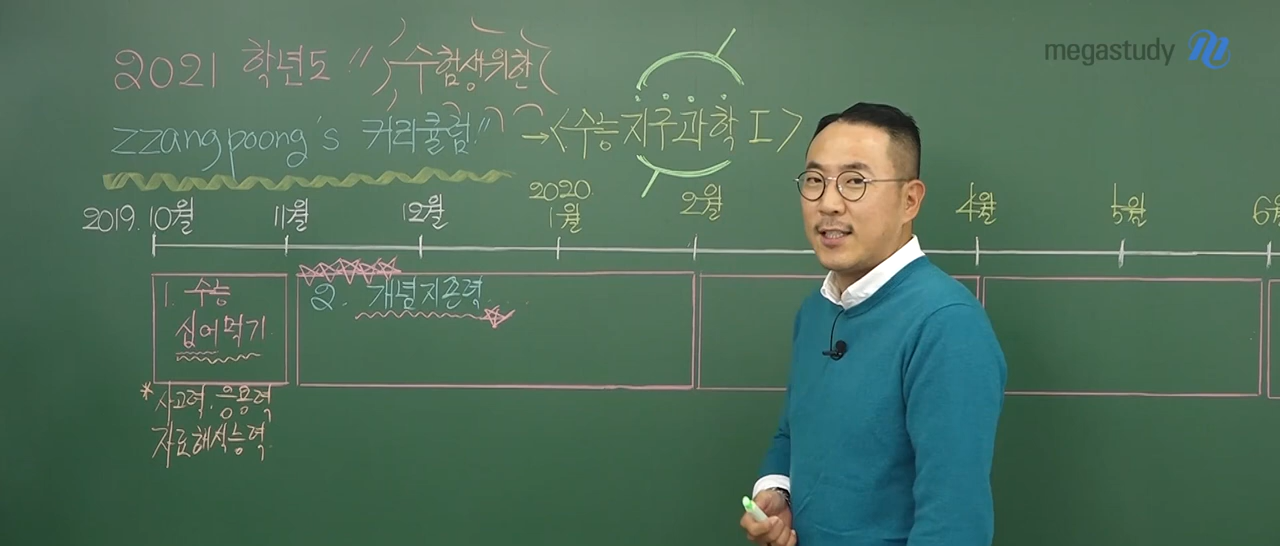 megastudy
2021 학년도 "수험생위한
zzangpoong's 커리큘럼" → <수능 지구과학 I>
2019. 10월 11월 12월 2020. 1월 2월 4월 5월 6
1. 수능
씹어먹기
2. 개념지존력
* 사고력, 응용력
자료해석능력